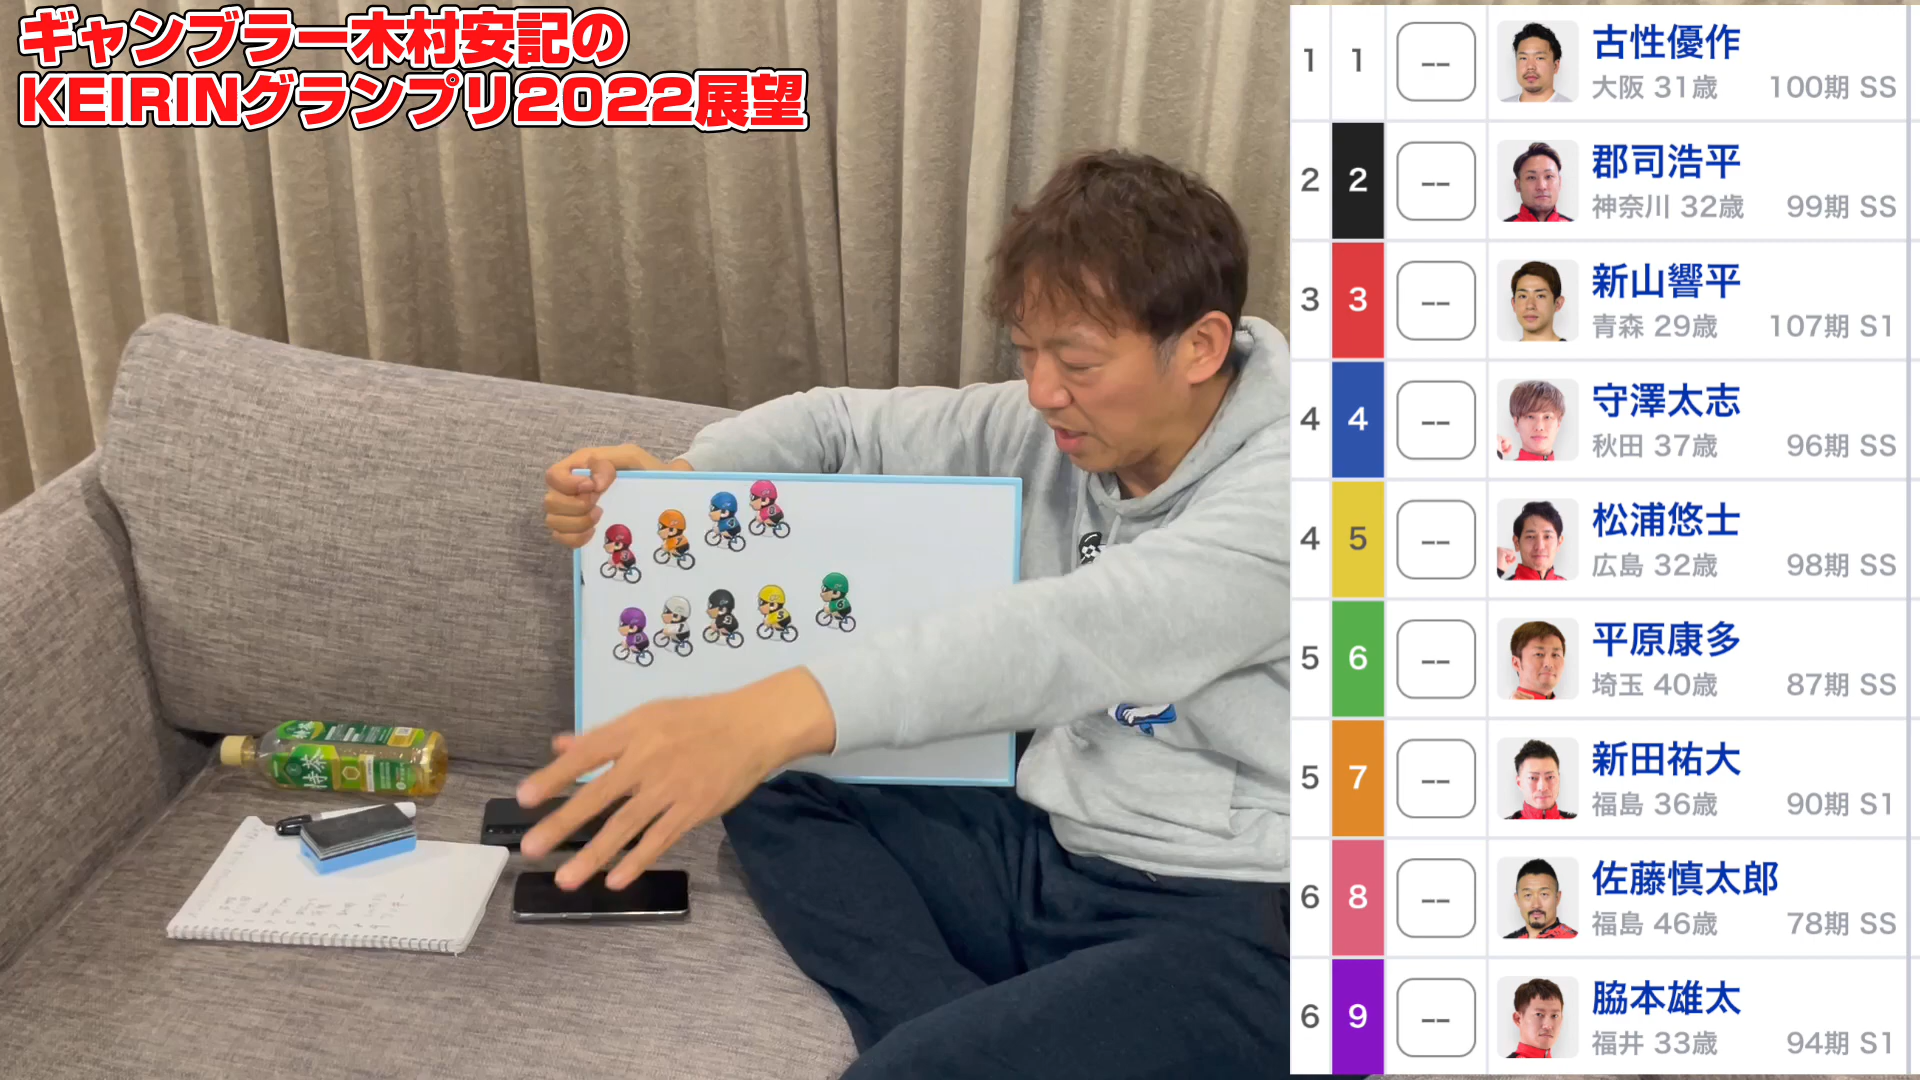 ギャンブラー木村安記の
KEIRINグランプリ2022展望
1 1 -- 古性優作
大阪 31歳 100期 SS
2 2 -- 郡司浩平
神奈川 32歳 99期 SS
3 3 -- 新山響平
青森 29歳 107期 S1
4 4 -- 守澤太志
秋田 37歳 96期 SS
4 5 -- 松浦悠士
広島 32歳 98期 SS
5 6 -- 平原康多
埼玉 40歳 87期 SS
5 7 -- 新田祐大
福島 36歳 90期 S1
6 8 -- 佐藤慎太郎
福島 46歳 78期 SS
6 9 -- 脇本雄太
福井 33歳 94期 S1
特茶